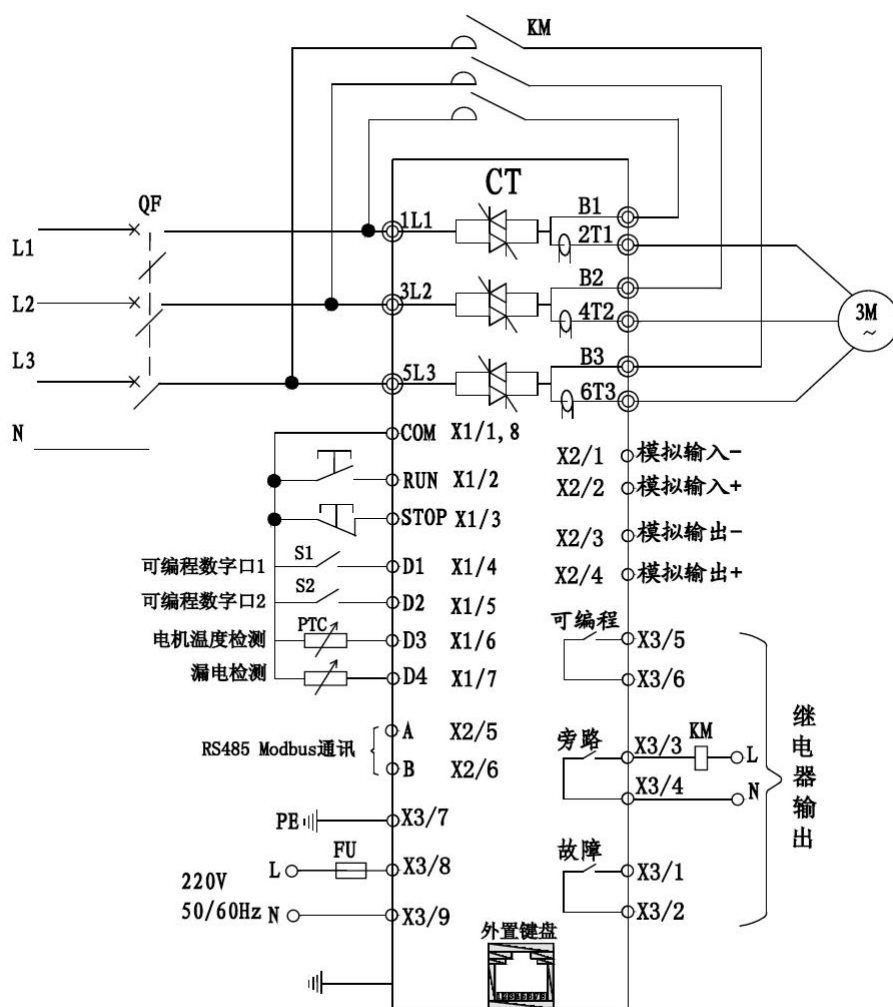 KM
CT
QF
L1
1L1
B1
2T1
L2
3L2
B2
4T2
3M
~
L3
5L3
B3
6T3
N
COM X1/1,8
RUN X1/2
STOP X1/3
X2/1 模拟输入-
X2/2 模拟输入+
X2/3 模拟输出-
X2/4 模拟输出+
可编程数字口1 S1 D1 X1/4
可编程数字口2 S2 D2 X1/5
电机温度检测 PTC D3 X1/6
漏电检测 D4 X1/7
RS485 Modbus通讯
A X2/5
B X2/6
PE X3/7
220V
50/60Hz
L FU X3/8
N X3/9
可编程
X3/5
X3/6
旁路
X3/3 KM L
X3/4 N
故障
X3/1
X3/2
继电器输出
外置键盘